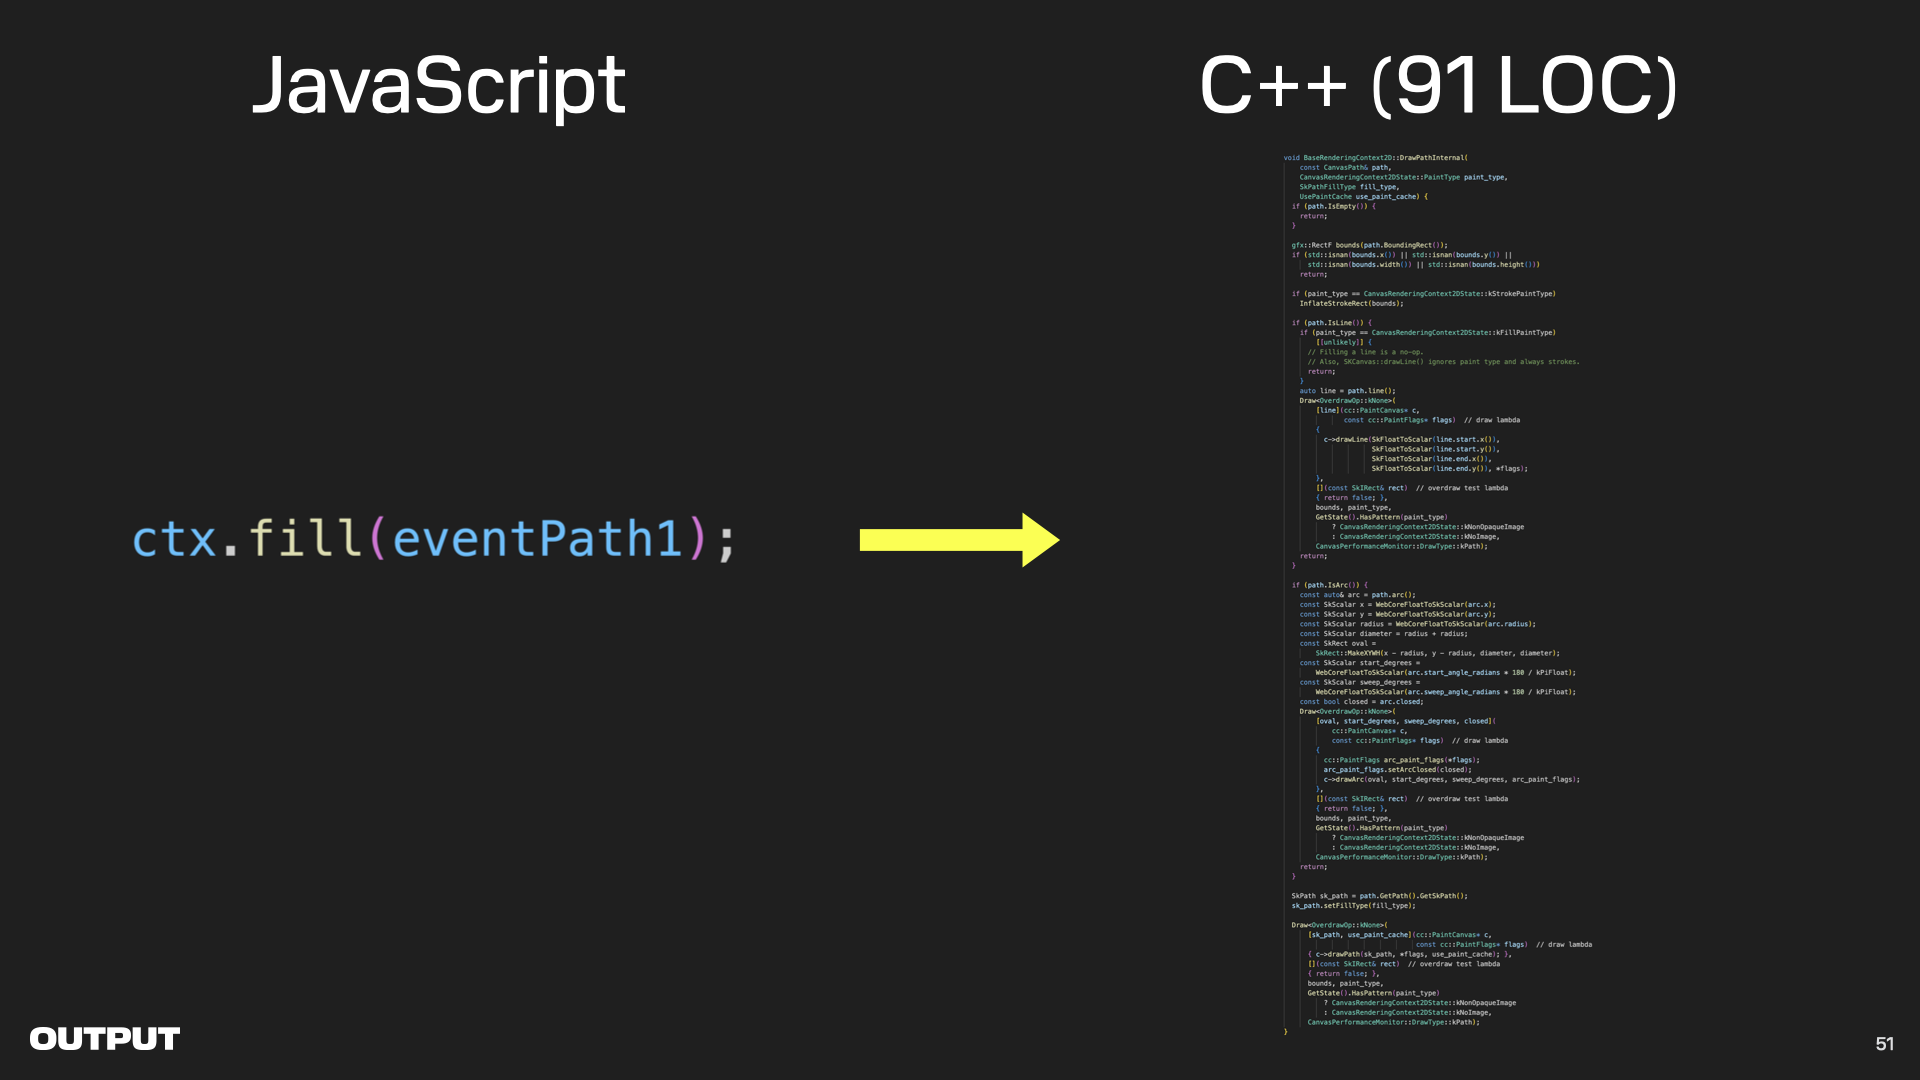 JavaScript
C++ (91 LOC)
ctx.fill(eventPath1);
void BaseRenderingContext2D::DrawPathInternal(
const CanvasPath& path,
CanvasRenderingContext2DState::PaintType paint_type,
SkPathFillType fill_type,
UsePaintCache use_paint_cache) {
if (path.IsEmpty()) {
return;
}
gfx::RectF bounds(path.BoundingRect());
if (std::isnan(bounds.x()) || std::isnan(bounds.y()) ||
std::isnan(bounds.width()) || std::isnan(bounds.height()))
return;
if (paint_type == CanvasRenderingContext2DState::kStrokePaintType)
InflateStrokeRect(bounds);
if (path.IsLine()) {
if (paint_type == CanvasRenderingContext2DState::kFillPaintType)
[[unlikely]] {
// Filling a line is a no-op.
// Also, SKCanvas::drawLine() ignores paint type and always strokes.
return;
}
auto line = path.line();
Draw<OverdrawOp::kNone>(
[line](cc::PaintCanvas* c,
const cc::PaintFlags* flags)  // draw lambda
{
c->drawLine(SkFloatToScalar(line.start.x()),
SkFloatToScalar(line.start.y()),
SkFloatToScalar(line.end.x()),
SkFloatToScalar(line.end.y()), *flags);
},
[](const SkIRect& rect)  // overdraw test lambda
{ return false; },
bounds, paint_type,
GetState().HasPattern(paint_type)
? CanvasRenderingContext2DState::kNonOpaqueImage
: CanvasRenderingContext2DState::kNoImage,
CanvasPerformanceMonitor::DrawType::kPath);
return;
}
if (path.IsArc()) {
const auto& arc = path.arc();
const SkScalar x = WebCoreFloatToSkScalar(arc.x);
const SkScalar y = WebCoreFloatToSkScalar(arc.y);
const SkScalar radius = WebCoreFloatToSkScalar(arc.radius);
const SkScalar diameter = radius + radius;
const SkRect oval =
SkRect::MakeXYWH(x - radius, y - radius, diameter, diameter);
const SkScalar start_degrees =
WebCoreFloatToSkScalar(arc.start_angle_radians * 180 / kPiFloat);
const SkScalar sweep_degrees =
WebCoreFloatToSkScalar(arc.sweep_angle_radians * 180 / kPiFloat);
const bool closed = arc.closed;
Draw<OverdrawOp::kNone>(
[oval, start_degrees, sweep_degrees, closed](
cc::PaintCanvas* c,
const cc::PaintFlags* flags)  // draw lambda
{
cc::PaintFlags arc_paint_flags(*flags);
arc_paint_flags.setArcClosed(closed);
c->drawArc(oval, start_degrees, sweep_degrees, arc_paint_flags);
},
[](const SkIRect& rect)  // overdraw test lambda
{ return false; },
bounds, paint_type,
GetState().HasPattern(paint_type)
? CanvasRenderingContext2DState::kNonOpaqueImage
: CanvasRenderingContext2DState::kNoImage,
CanvasPerformanceMonitor::DrawType::kPath);
return;
}
SkPath sk_path = path.GetPath().GetSkPath();
sk_path.setFillType(fill_type);
Draw<OverdrawOp::kNone>(
[sk_path, use_paint_cache](cc::PaintCanvas* c,
const cc::PaintFlags* flags)  // draw lambda
{ c->drawPath(sk_path, *flags, use_paint_cache); },
[](const SkIRect& rect)  // overdraw test lambda
{ return false; },
bounds, paint_type,
GetState().HasPattern(paint_type)
? CanvasRenderingContext2DState::kNonOpaqueImage
: CanvasRenderingContext2DState::kNoImage,
CanvasPerformanceMonitor::DrawType::kPath);
}
OUTPUT
51